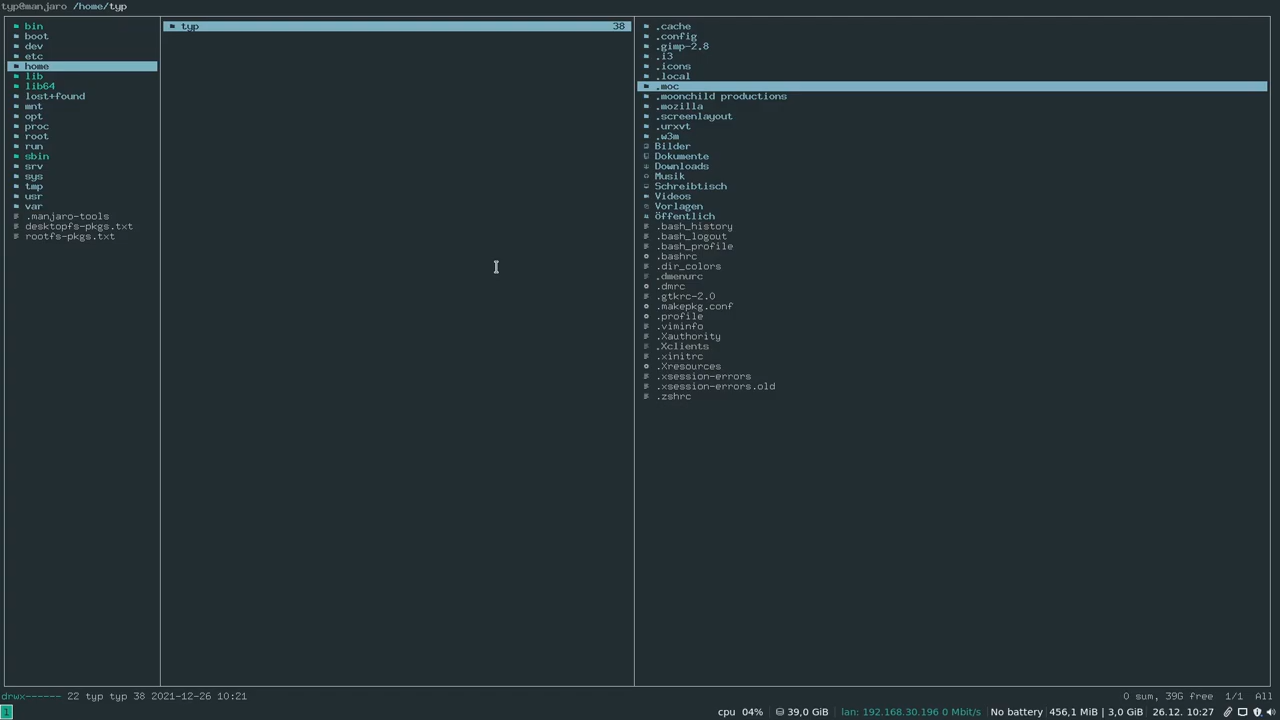 typ@manjaro /home/typ
bin
boot
dev
etc
home
lib
lib64
lost+found
mnt
opt
proc
root
run
sbin
srv
sys
tmp
usr
var
.manjaro-tools
desktopfs-pkgs.txt
rootfs-pkgs.txt
typ 38
.cache
.config
.gimp-2.8
.i3
.icons
.local
.moc
.moonchild productions
.mozilla
.screenlayout
.urxvt
.w3m
Bilder
Dokumente
Downloads
Musik
Schreibtisch
Videos
Vorlagen
Öffentlich
.bash_history
.bash_logout
.bash_profile
.bashrc
.dir_colors
.dmenurc
.dmrc
.gtkrc-2.0
.makepkg.conf
.profile
.viminfo
.Xauthority
.Xclients
.xinitrc
.Xresources
.xsession-errors
.xsession-errors.old
.zshrc
drwx------ 22 typ typ 38 2021-12-26 10:21 0 sum, 39G free 1/1 All
1 cpu 04% 39,0 GiB lan: 192.168.30.196 0 Mbit/s No battery 456,1 MiB | 3,0 GiB 26.12. 10:27